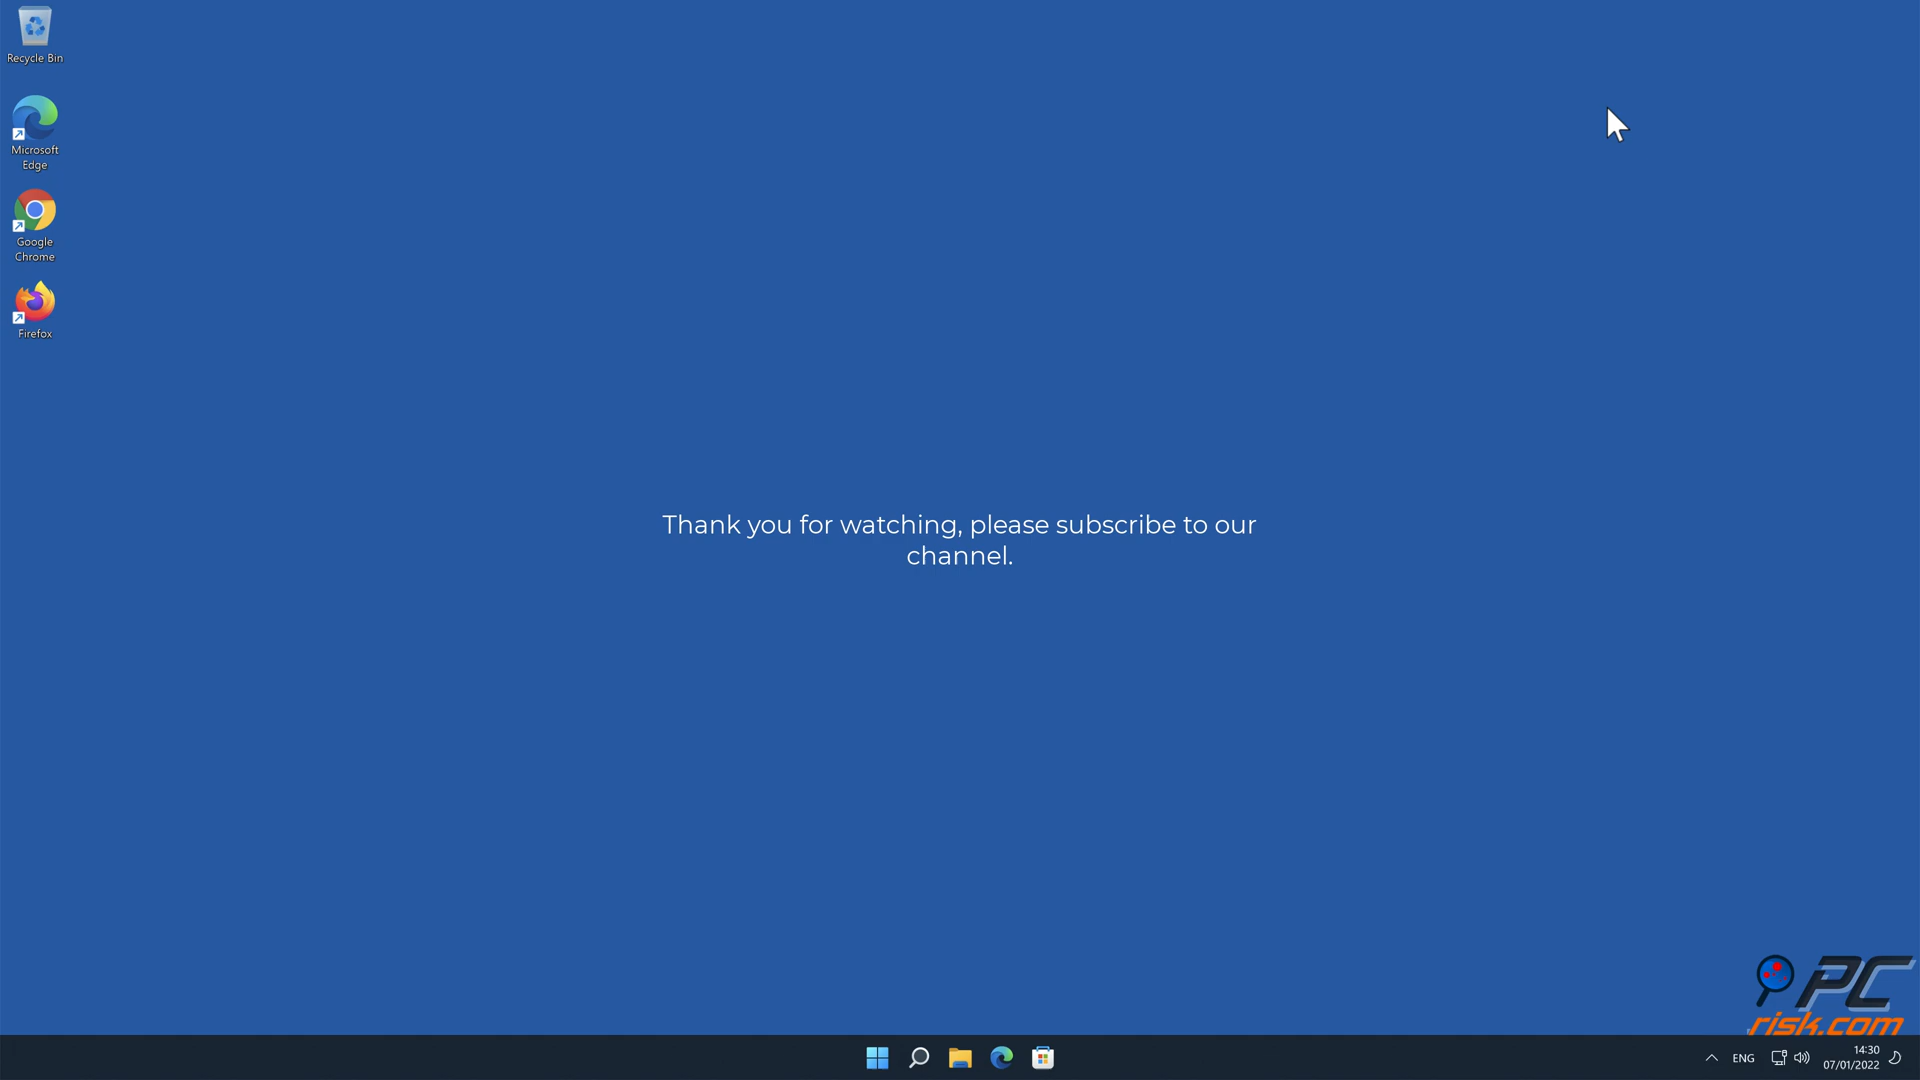 Recycle Bin
Microsoft
Edge
Google
Chrome
Firefox
Thank you for watching, please subscribe to our
channel.
PC
risk.com
ENG
14:30
07/01/2022